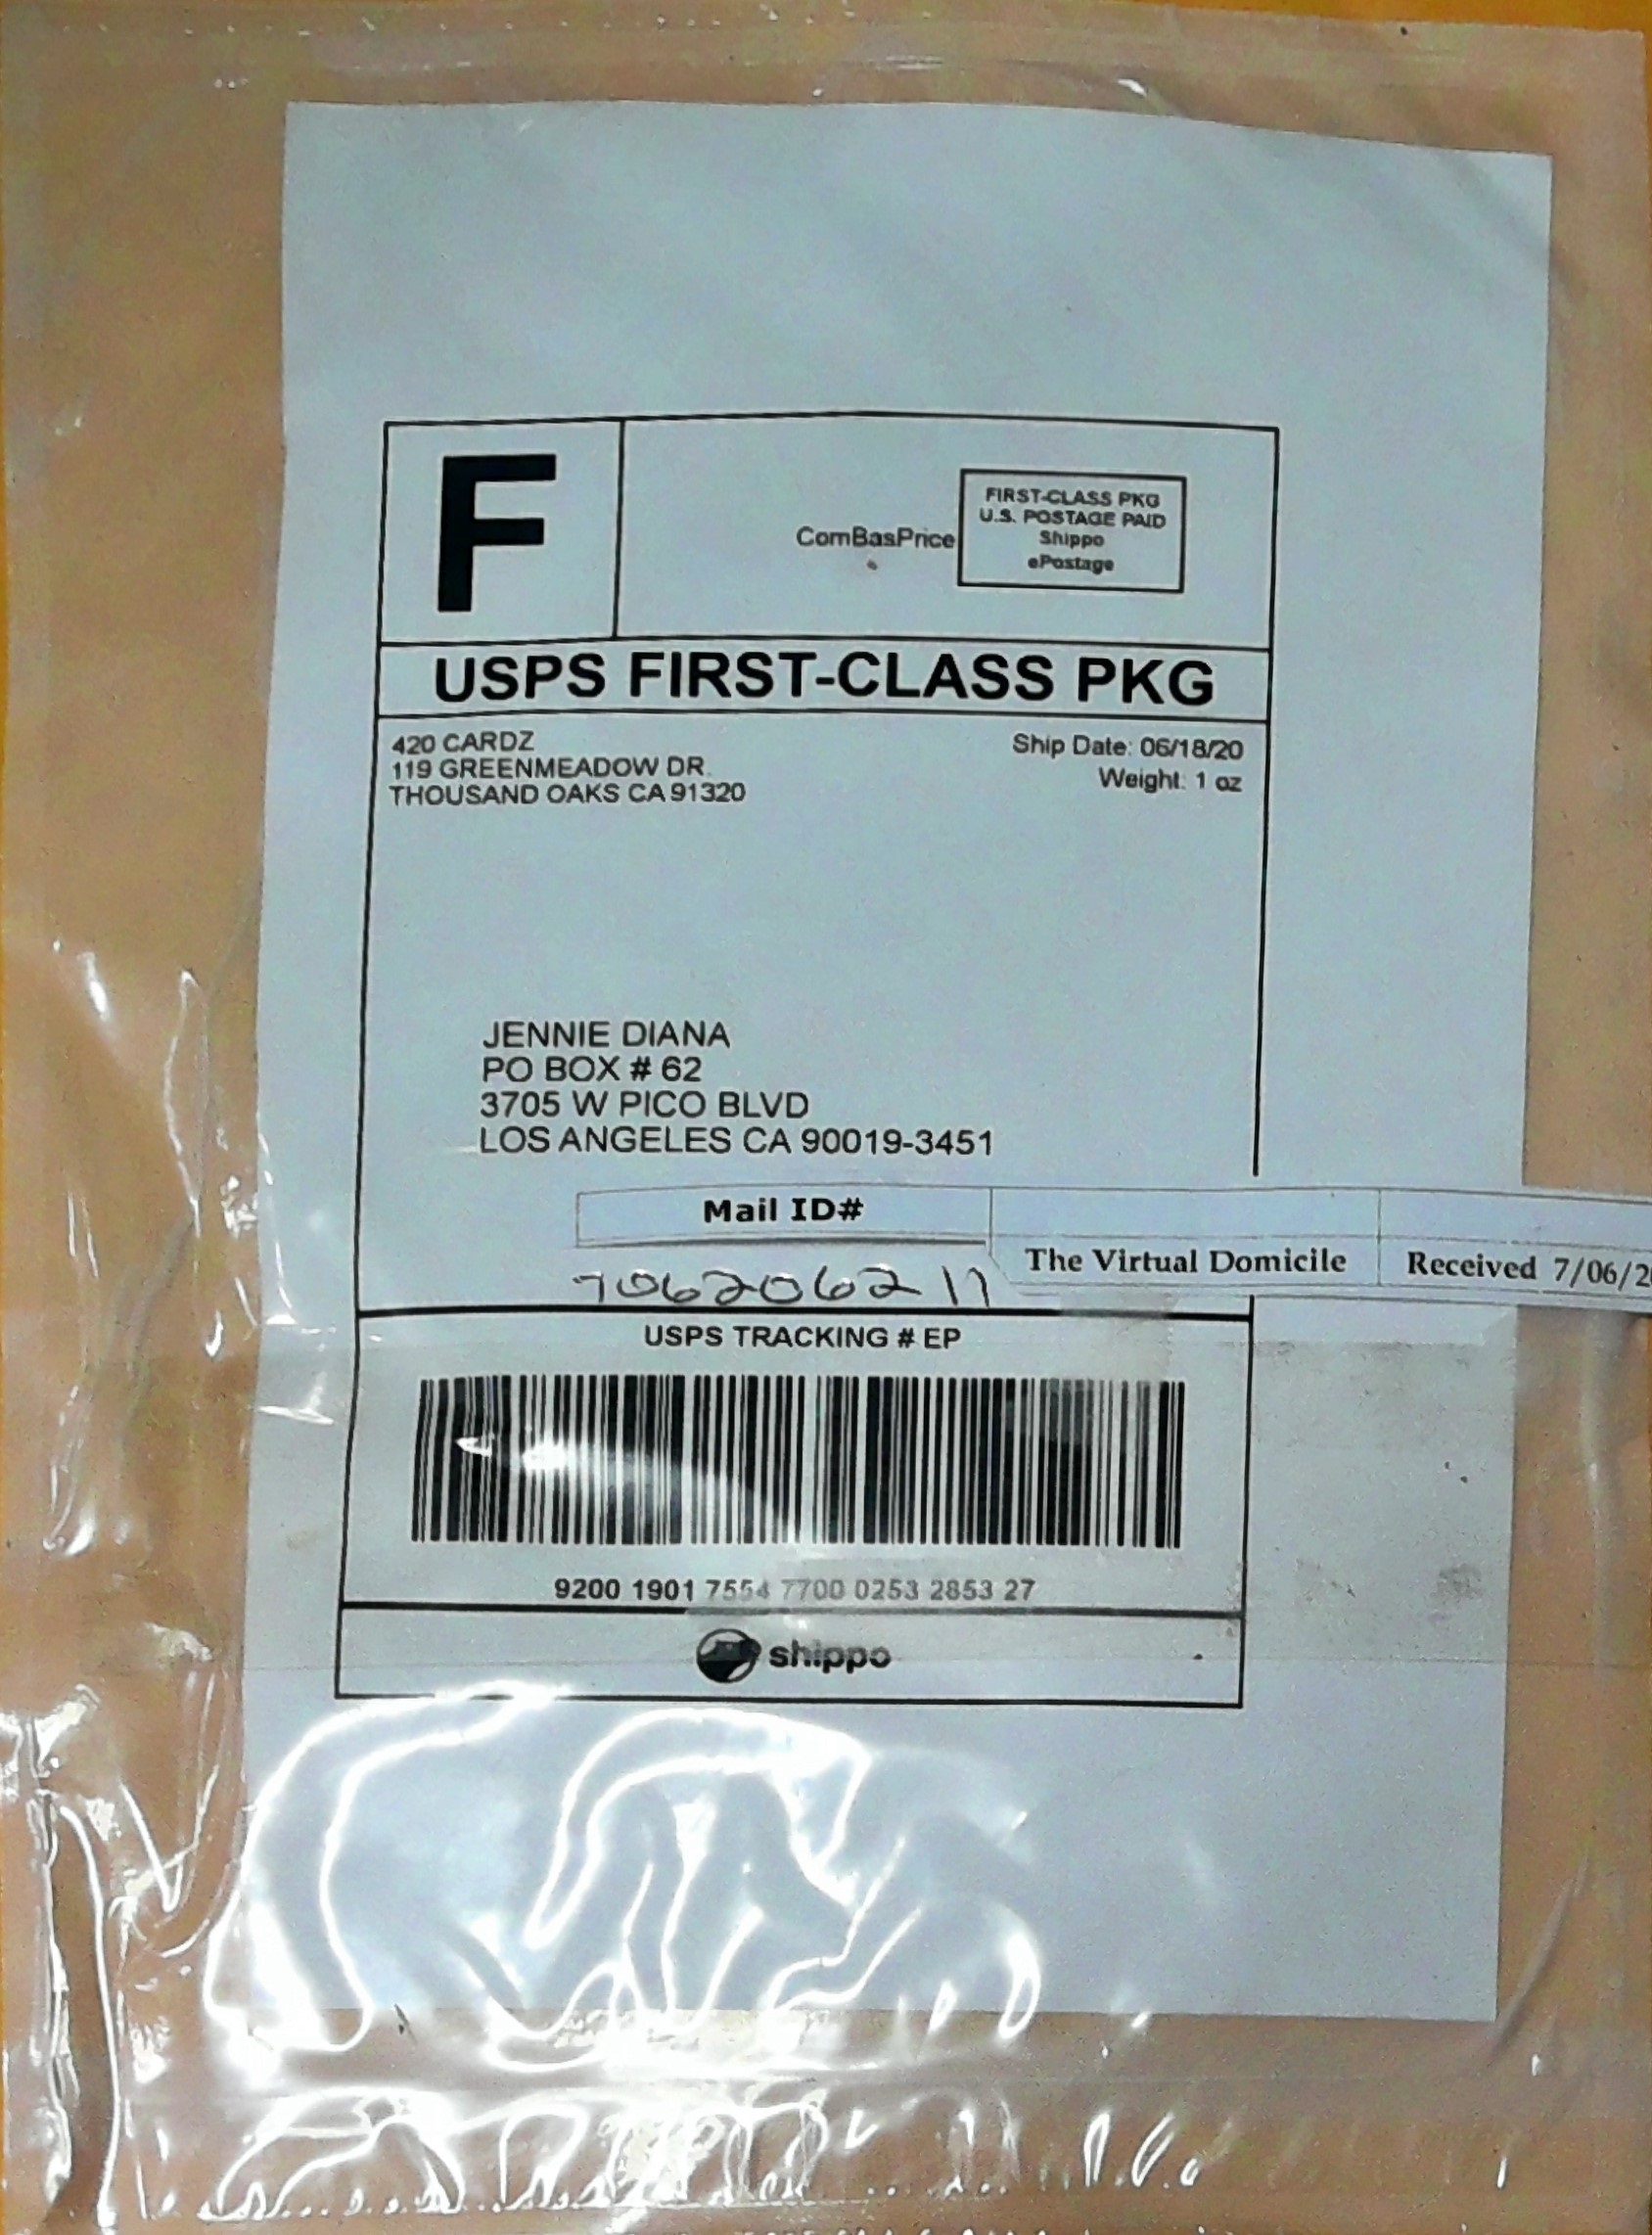 F
ComBasPrice
FIRST-CLASS PKG
U.S. POSTAGE PAID
Shippo
ePostage
USPS FIRST-CLASS PKG
420 CARDZ
119 GREENMEADOW DR.
THOUSAND OAKS CA 91320
Ship Date: 06/18/20
Weight: 1 oz
JENNIE DIANA
PO BOX # 62
3705 W PICO BLVD
LOS ANGELES CA 90019-3451
Mail ID#
The Virtual Domicile
Received 7/06/2
706206211
USPS TRACKING # EP
9200 1901 7554 7700 0253 2853 27
shippo